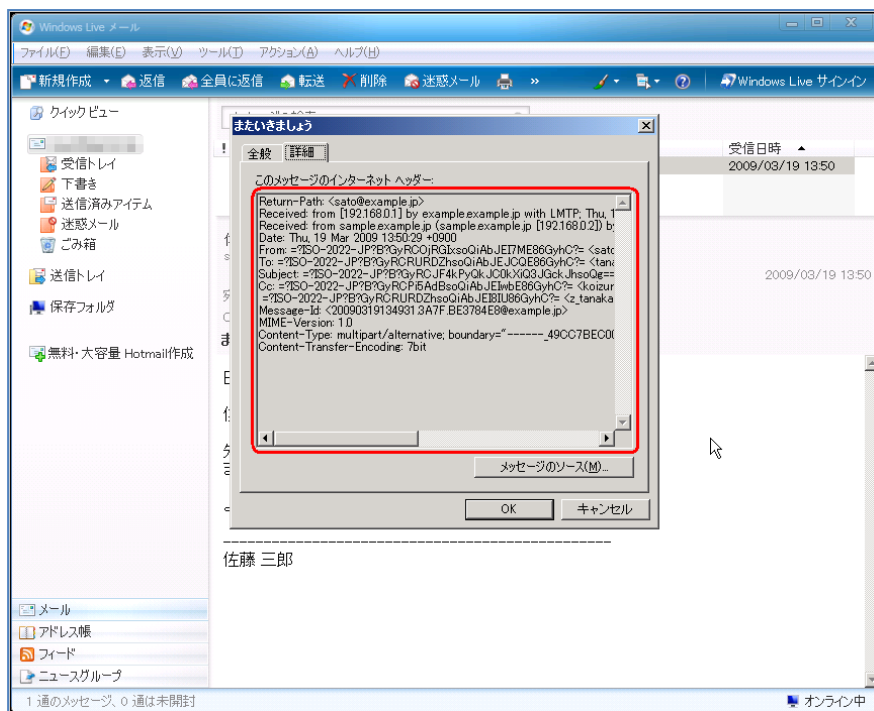 Windows Live メール
ファイル(F) 編集(E) 表示(V) ツール(T) アクション(A) ヘルプ(H)
新規作成 返信 全員に返信 転送 削除 迷惑メール » Windows Live サインイン
クイック ビュー
受信トレイ
下書き
送信済みアイテム
迷惑メール
ごみ箱
送信トレイ
保存フォルダ
無料・大容量 Hotmail作成
メール
アドレス帳
フィード
ニュースグループ
受信日時
2009/03/19 13:50
2009/03/19 13:50
またいきましょう
全般 詳細
このメッセージのインターネット ヘッダー:
Return-Path: <sato@example.jp>
Received: from [192.168.0.1] by example.example.jp with LMTP; Thu, 1
Received: from sample.example.jp (sample.example.jp [192.168.0.2]) by
Date: Thu, 19 Mar 2009 13:50:29 +0900
From: =?ISO-2022-JP?B?GyRCOjRGIxsoQiAbJEI7ME86GyhC?= <sato
To: =?ISO-2022-JP?B?GyRCRURDZhsoQiAbJEJCQE86GyhC?= <tana
Subject: =?ISO-2022-JP?B?GyRCJF4kPyQkJC0kXiQ3JGckJhsoQg==
Cc: =?ISO-2022-JP?B?GyRCPi5AdBsoQiAbJEIwbE86GyhC?= <koizur
=?ISO-2022-JP?B?GyRCRURDZhsoQiAbJEI8IU86GyhC?= <z_tanaka
Message-Id: <20090319134931.3A7F.BE3784E8@example.jp>
MIME-Version: 1.0
Content-Type: multipart/alternative; boundary="------_49CC7BEC00
Content-Transfer-Encoding: 7bit
メッセージのソース(M)...
OK キャンセル
佐藤 三郎
1 通のメッセージ、0 通は未開封
オンライン中